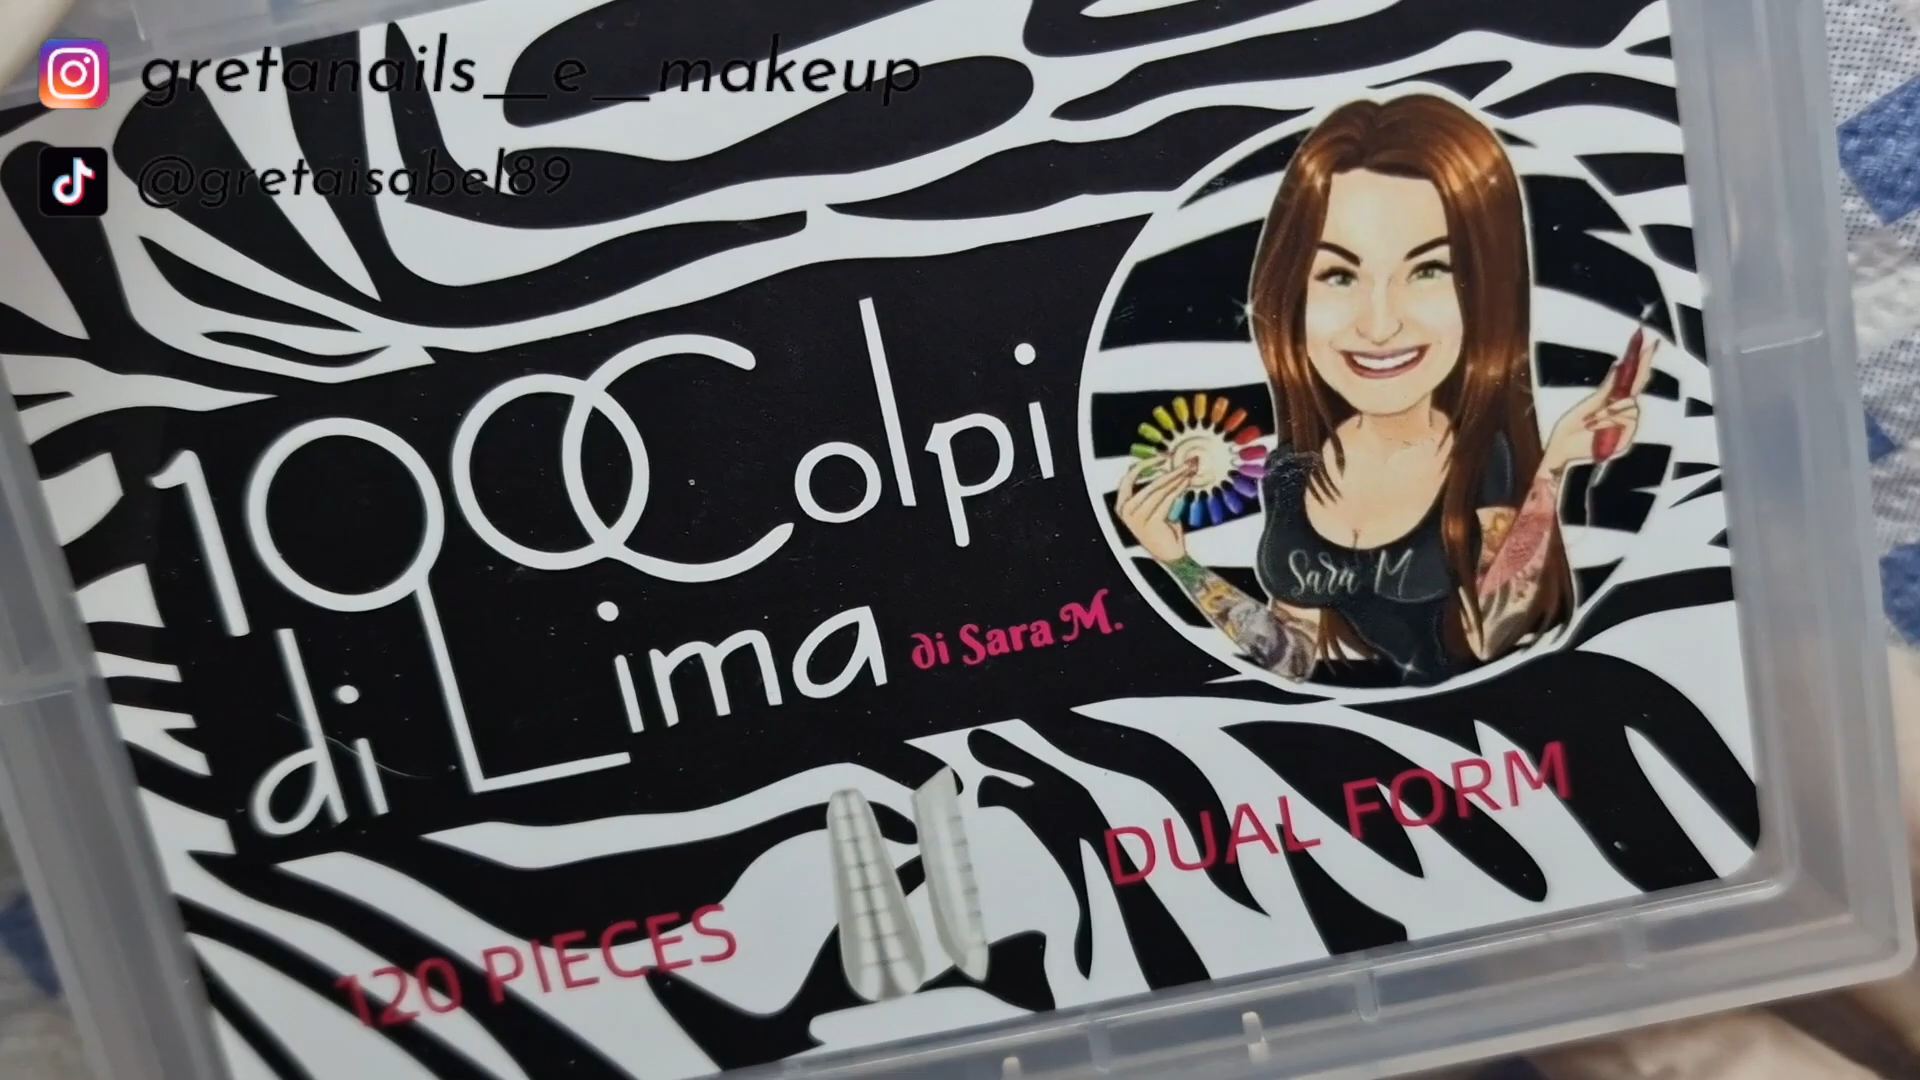 gretanails__e__makeup
@gretaisabel89
100 Colpi
di Lima di Sara M.
Sara M
120 PIECES DUAL FORM